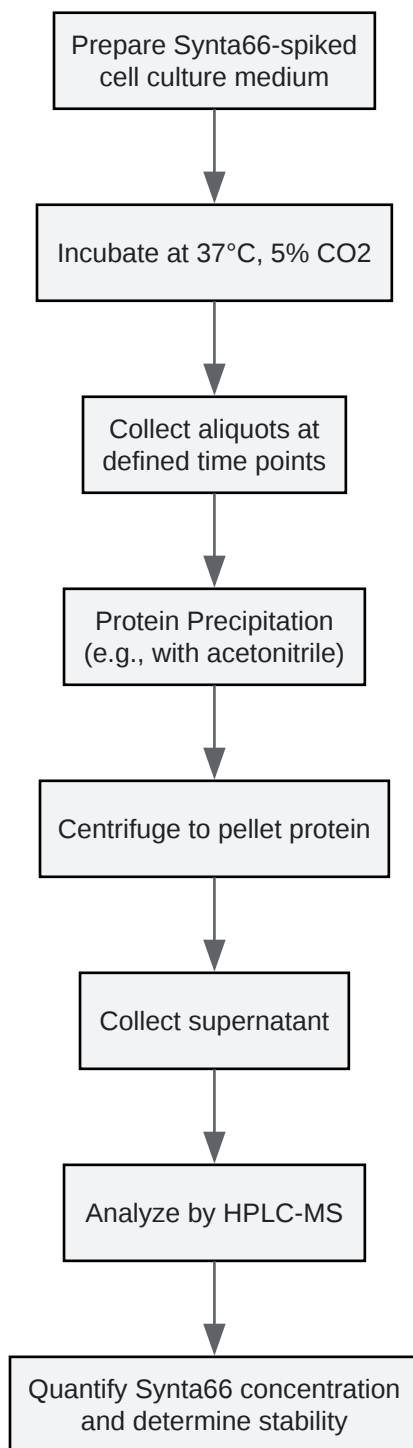 Prepare Synta66-spiked
cell culture medium
Incubate at 37°C, 5% CO2
Collect aliquots at
defined time points
Protein Precipitation
(e.g., with acetonitrile)
Centrifuge to pellet protein
Collect supernatant
Analyze by HPLC-MS
Quantify Synta66 concentration
and determine stability